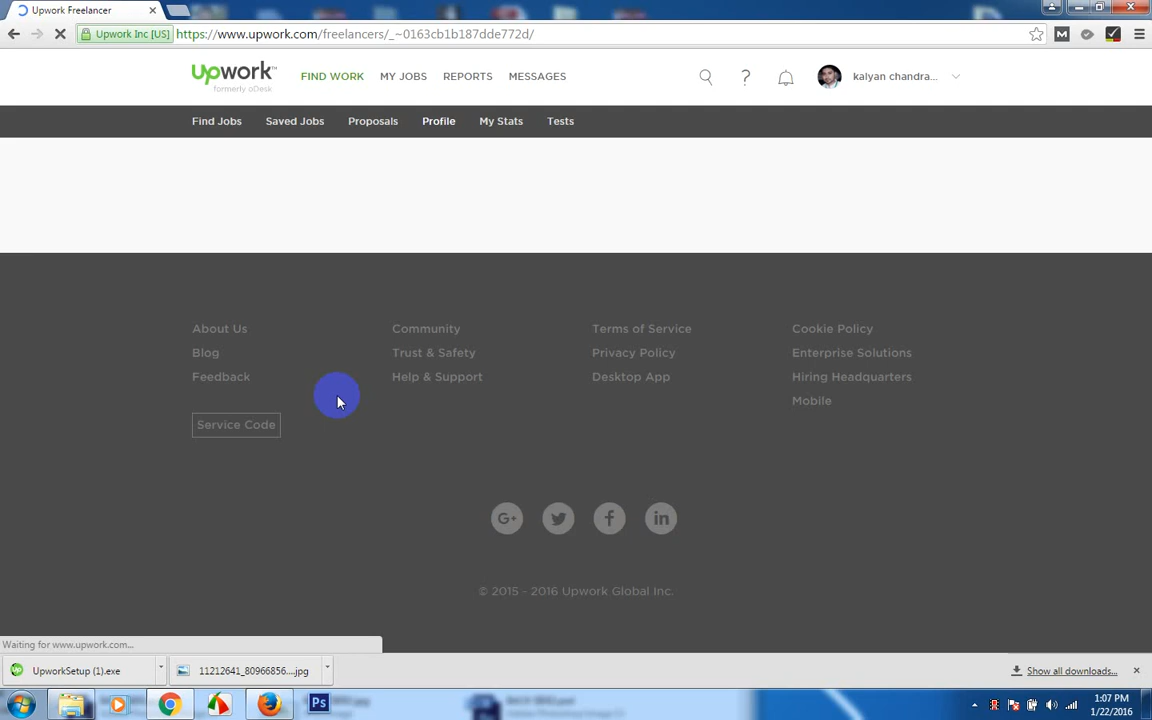 Upwork Freelancer
Upwork Inc [US]
https://www.upwork.com/freelancers/_~0163cb1b187dde772d/
Upwork™
formerly oDesk
FIND WORK MY JOBS REPORTS MESSAGES
kalyan chandra...
Find Jobs Saved Jobs Proposals Profile My Stats Tests
About Us Community Terms of Service Cookie Policy
Blog Trust & Safety Privacy Policy Enterprise Solutions
Feedback Help & Support Desktop App Hiring Headquarters
Mobile
Service Code
© 2015 - 2016 Upwork Global Inc.
Waiting for www.upwork.com...
UpworkSetup (1).exe 11212641_80966856....jpg Show all downloads...
Ps
1:07 PM
1/22/2016